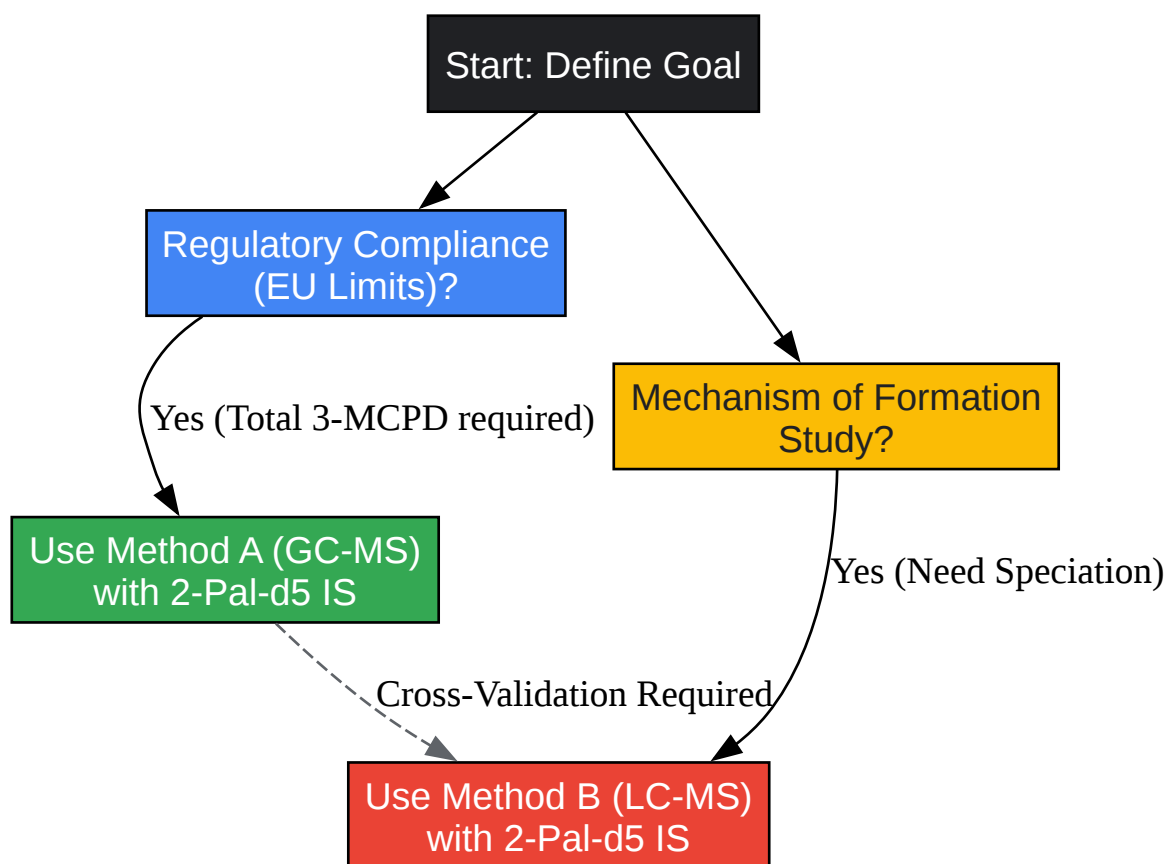 Start: Define Goal
Regulatory Compliance
(EU Limits)?
Mechanism of Formation
Study?
Yes (Total 3-MCPD required)
Use Method A (GC-MS)
with 2-Pal-d5 IS
Yes (Need Speciation)
Cross-Validation Required
Use Method B (LC-MS)
with 2-Pal-d5 IS